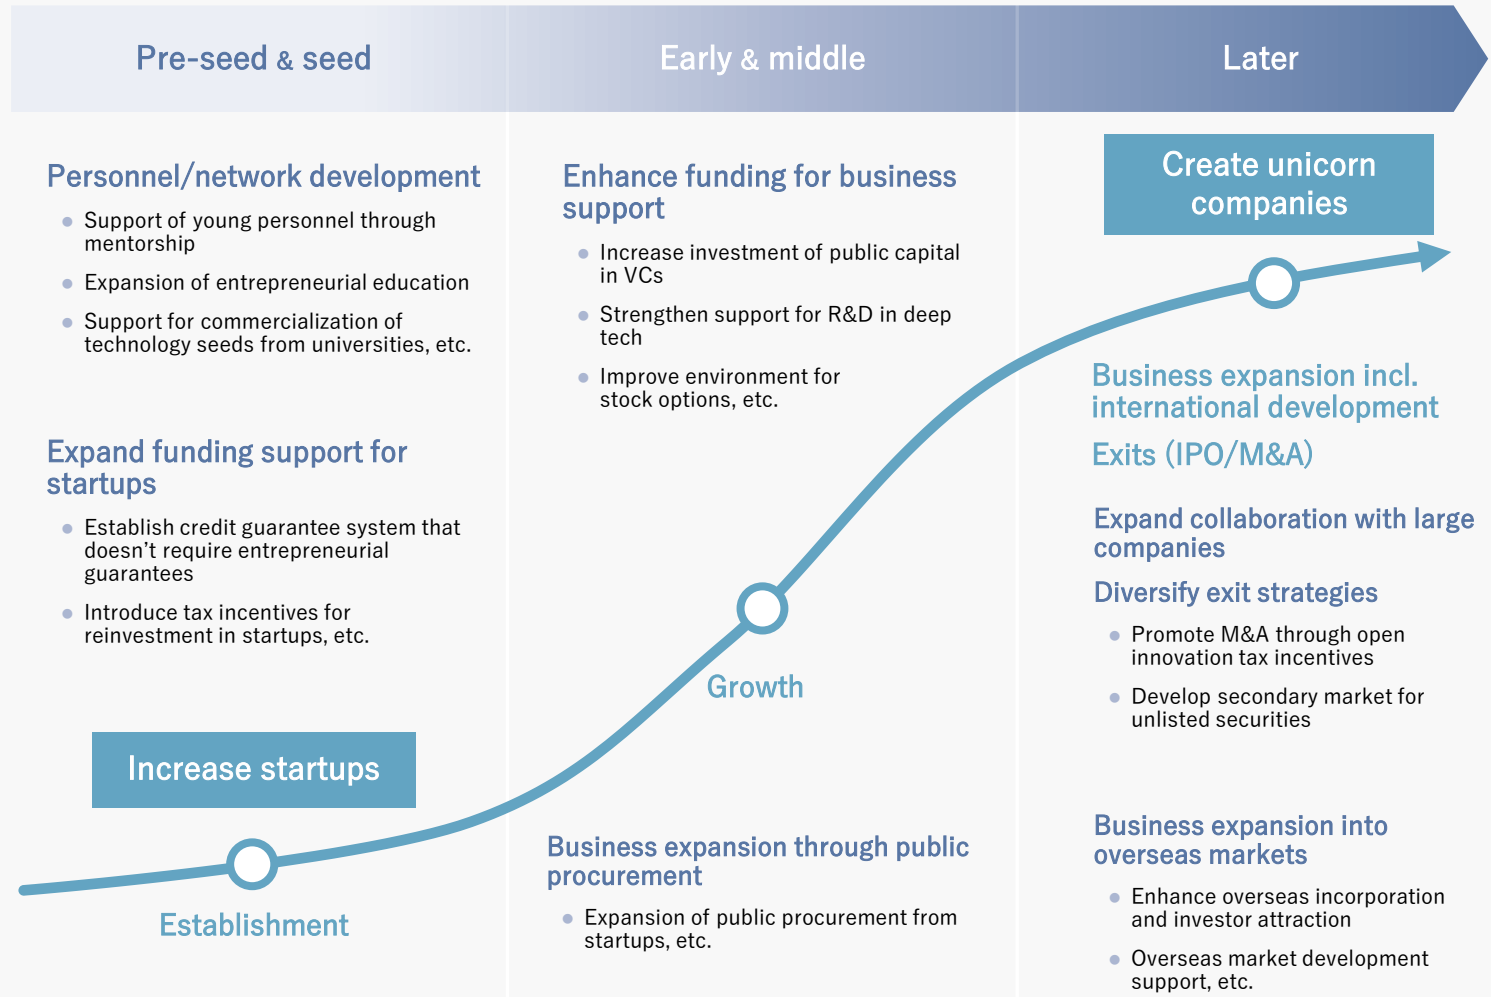 Pre-seed & seed
Early & middle
Later
Personnel/network development
Support of young personnel through
mentorship
Expansion of entrepreneurial education
Support for commercialization of
technology seeds from universities, etc.
Expand funding support for
startups
Establish credit guarantee system that
doesn't require entrepreneurial
guarantees
Introduce tax incentives for
reinvestment in startups, etc.
Increase startups
Establishment
Enhance funding for business
support
Increase investment of public capital
in VCs
Strengthen support for R&D in deep
tech
Improve environment for
stock options, etc.
Growth
Business expansion through public
procurement
Expansion of public procurement from
startups, etc.
Create unicorn
companies
Business expansion incl.
international development
Exits (IPO/M&A)
Expand collaboration with large
companies
Diversify exit strategies
Promote M&A through open
innovation tax incentives
Develop secondary market for
unlisted securities
Business expansion into
overseas markets
Enhance overseas incorporation
and investor attraction
Overseas market development
support, etc.